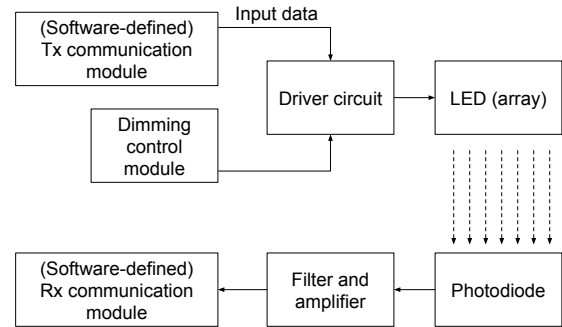 (Software-defined)
Tx communication
module
Input data
Driver circuit
LED (array)
Dimming
control
module
(Software-defined)
Rx communication
module
Filter and
amplifier
Photodiode